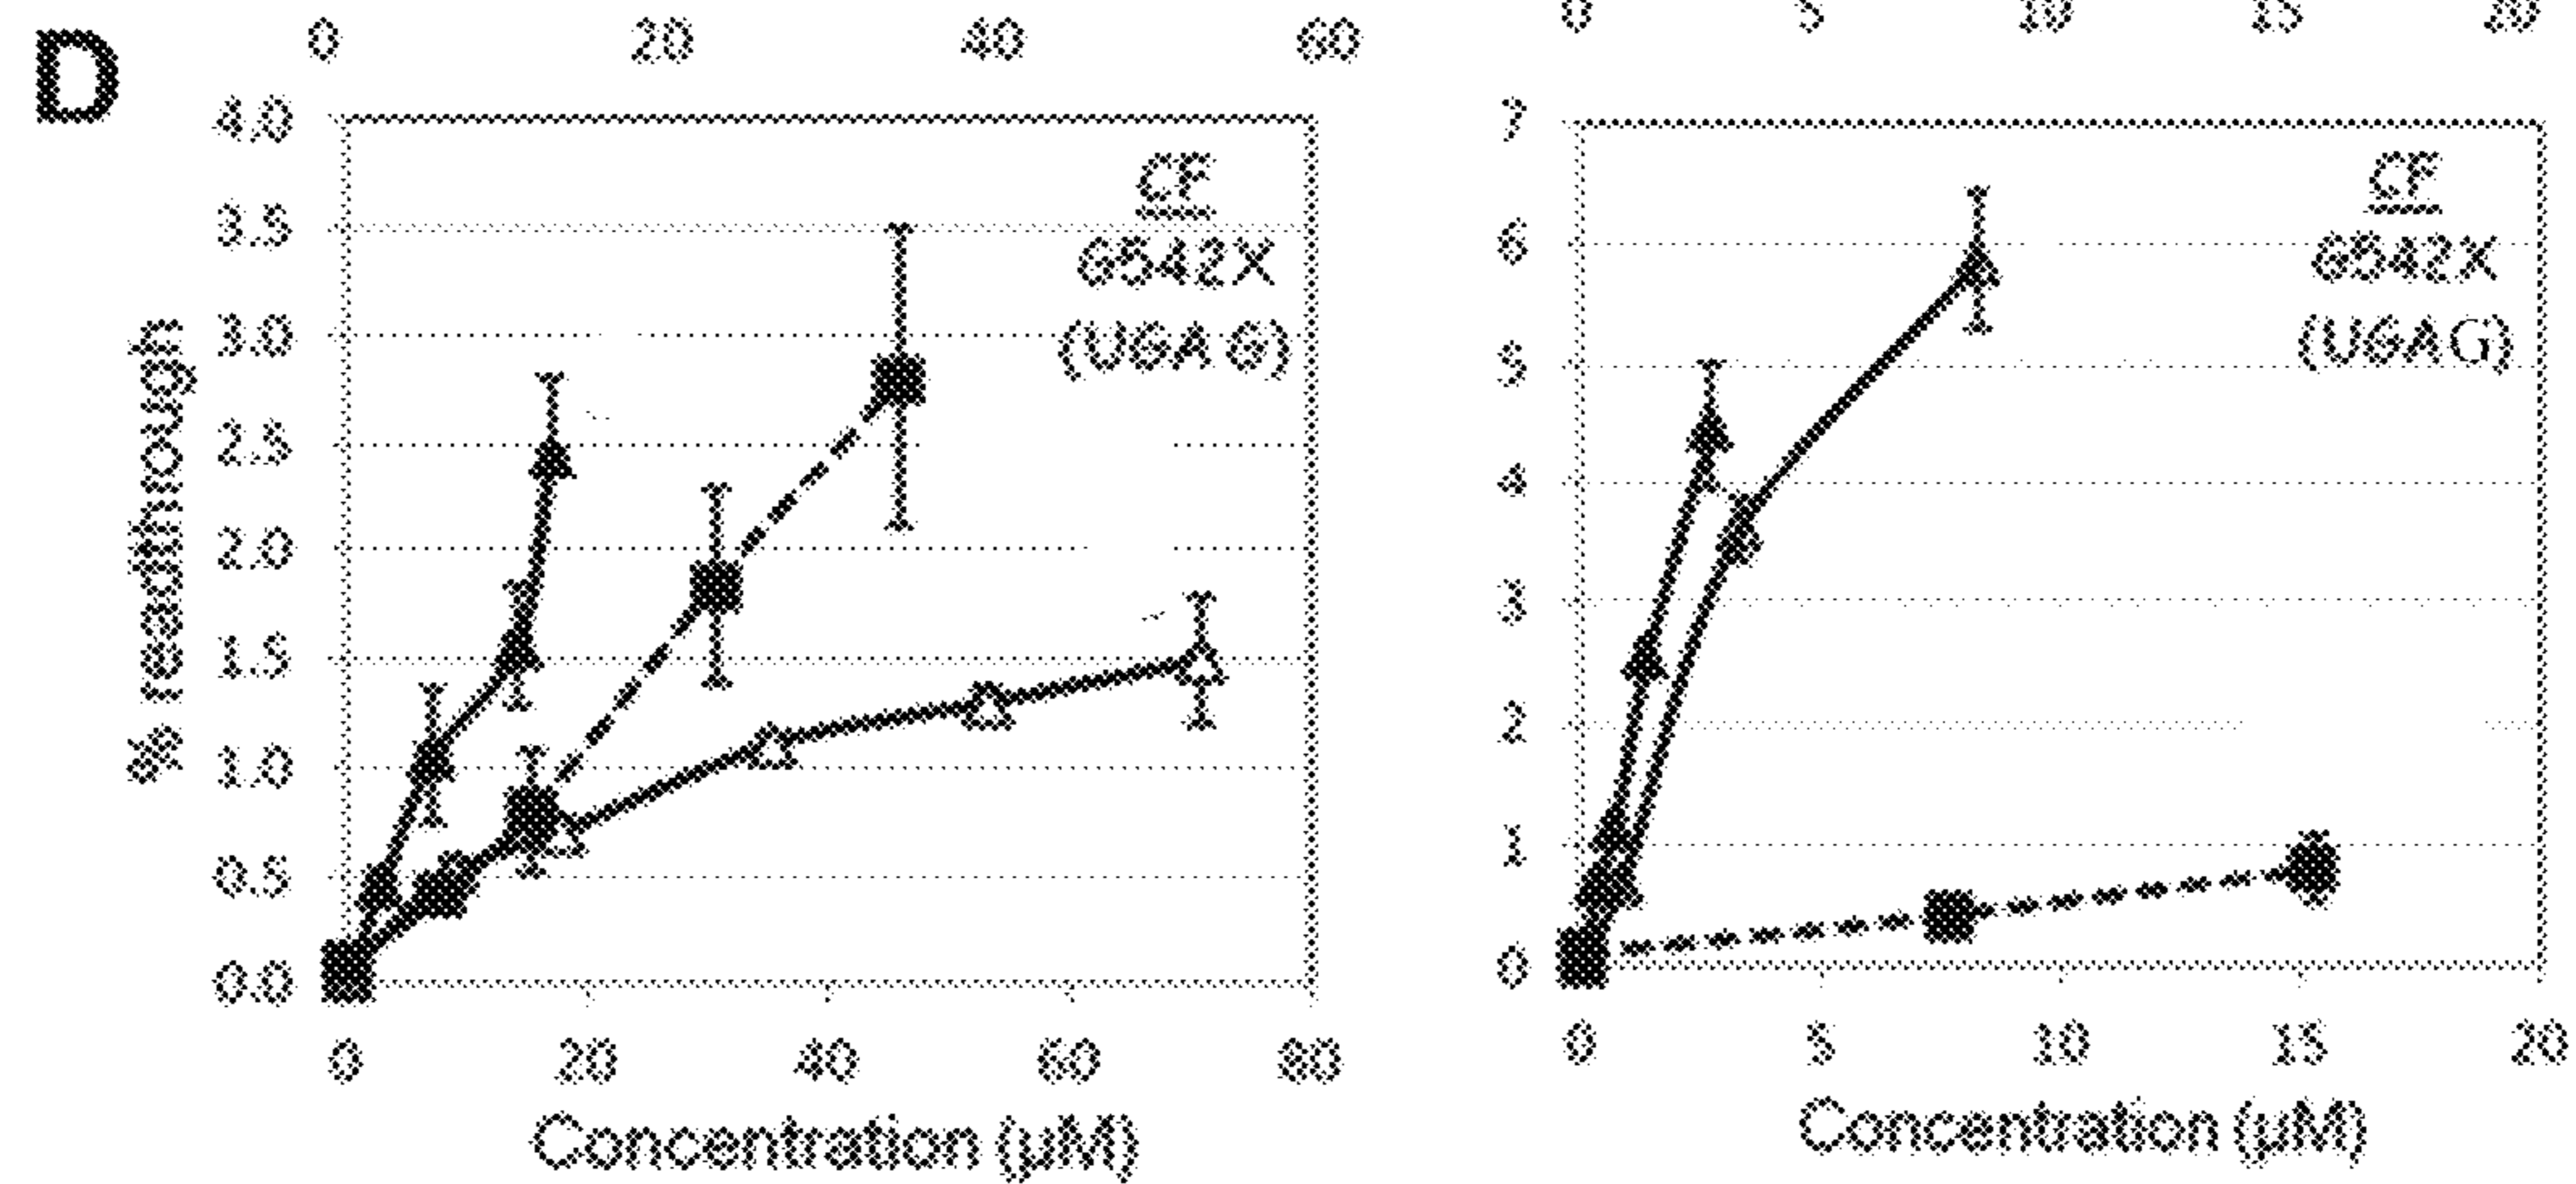 0 20 40 60
0 5 10 15 20
D
4.0
3.5
3.0
2.5
2.0
1.5
1.0
0.5
0.0
% readthrough
CF
G542X
(UGA G)
0 20 40 60 80
Concentration (μM)
7
6
5
4
3
2
1
0
CF
G542X
(UGA G)
0 5 10 15 20
Concentration (μM)